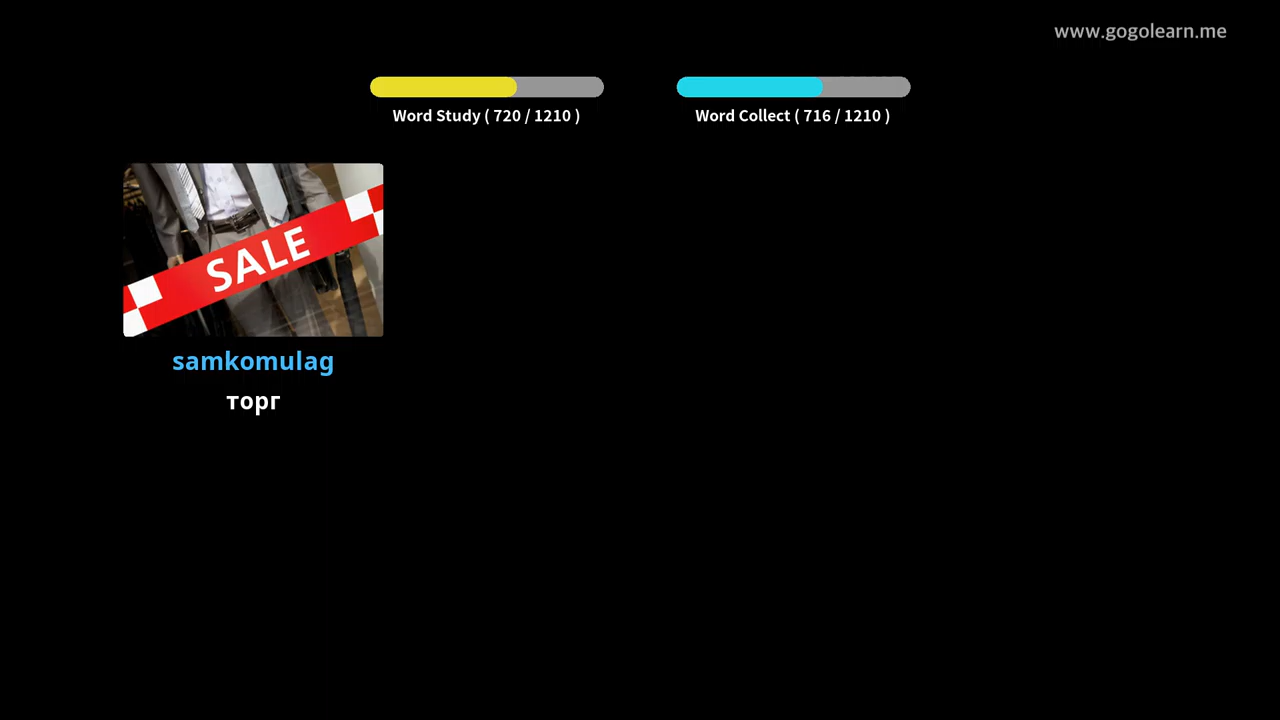 www.gogolearn.me
Word Study ( 720 / 1210 )
Word Collect ( 716 / 1210 )
SALE
samkomulag
торг